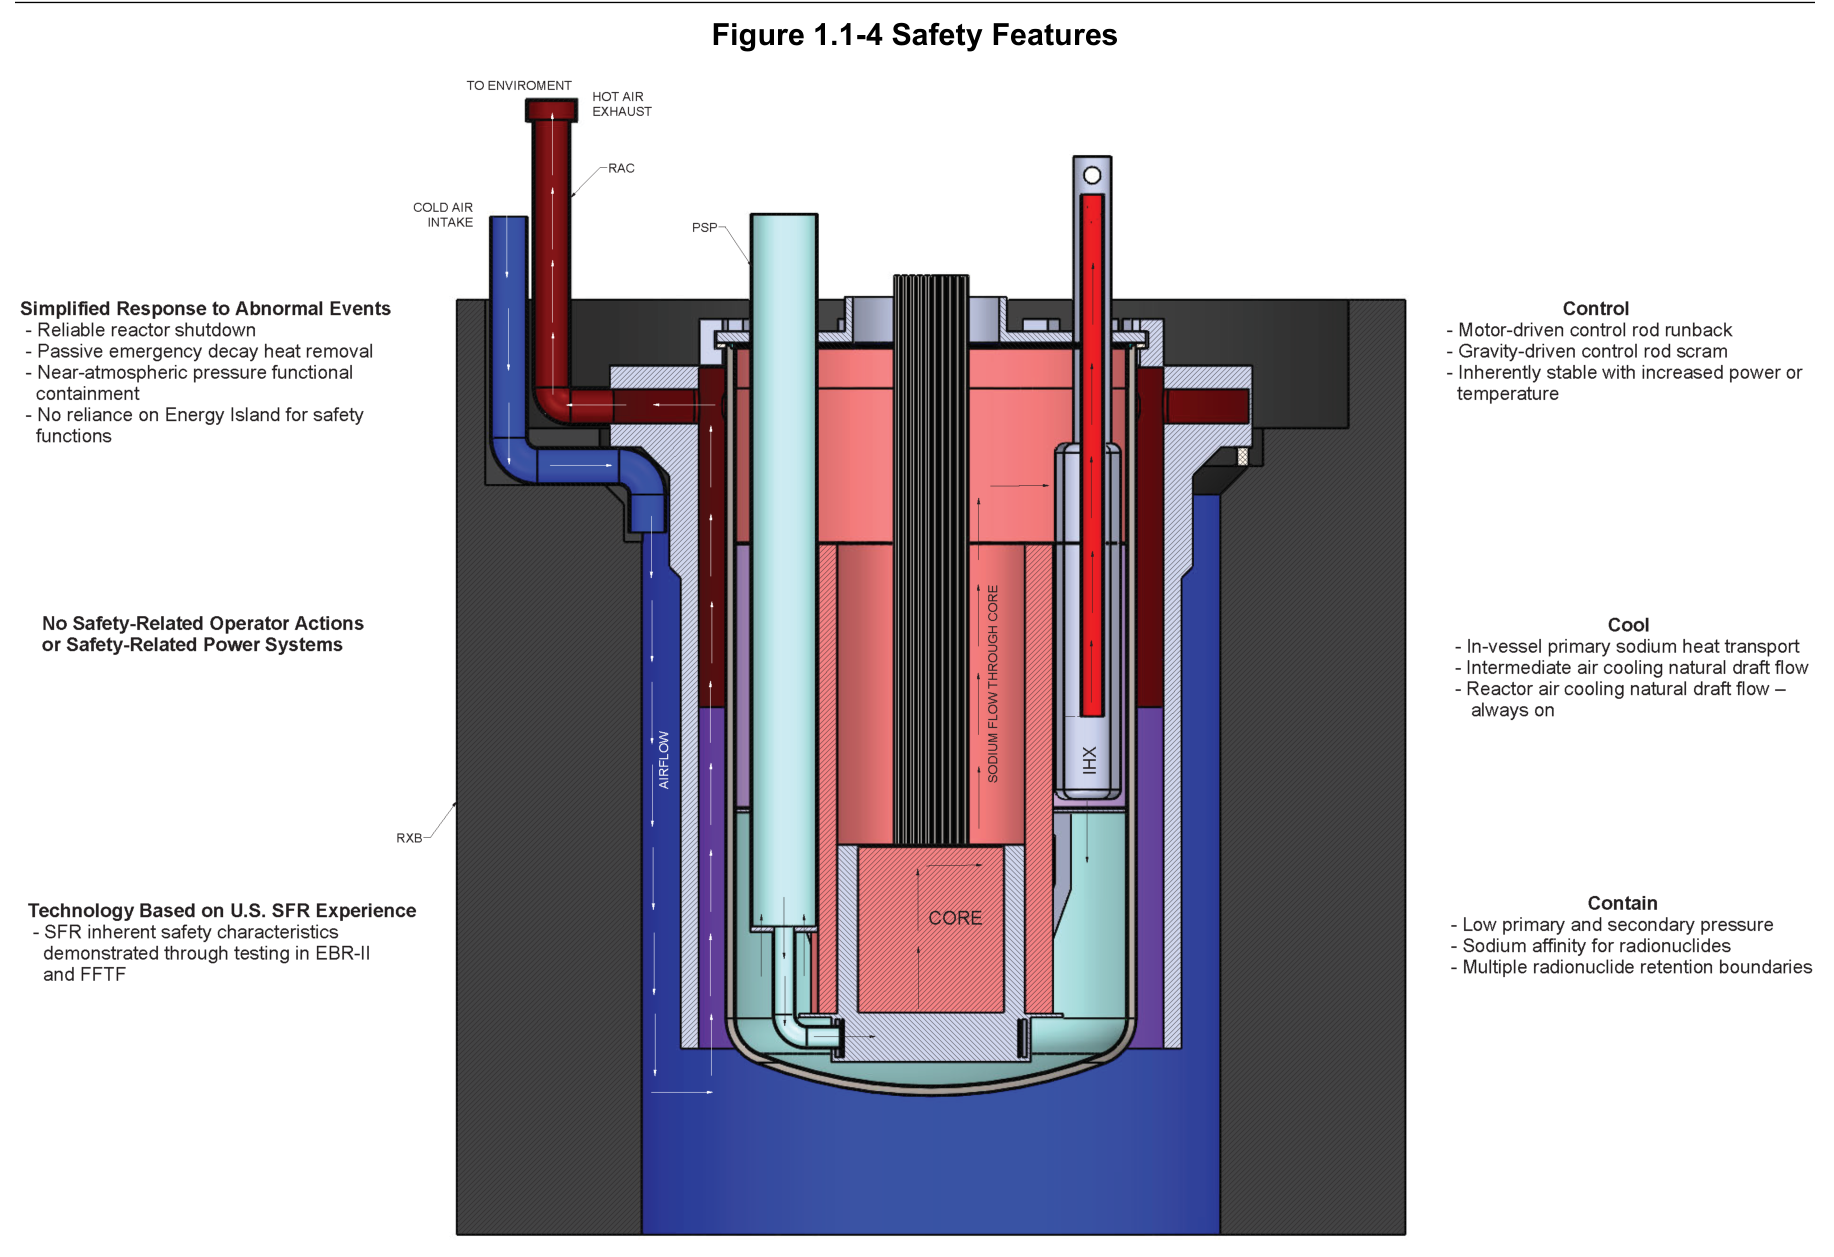 Figure 1.1-4 Safety Features
TO ENVIROMENT
HOT AIR
EXHAUST
RAC
COLD AIR
INTAKE
PSP
Simplified Response to Abnormal Events
- Reliable reactor shutdown
- Passive emergency decay heat removal
- Near-atmospheric pressure functional
containment
- No reliance on Energy Island for safety
functions
No Safety-Related Operator Actions
or Safety-Related Power Systems
RXB
Technology Based on U.S. SFR Experience
- SFR inherent safety characteristics
demonstrated through testing in EBR-II
and FFTF
AIRFLOW
SODIUM FLOW THROUGH CORE
IHX
CORE
Control
- Motor-driven control rod runback
- Gravity-driven control rod scram
- Inherently stable with increased power or
temperature
Cool
- In-vessel primary sodium heat transport
- Intermediate air cooling natural draft flow
- Reactor air cooling natural draft flow –
always on
Contain
- Low primary and secondary pressure
- Sodium affinity for radionuclides
- Multiple radionuclide retention boundaries